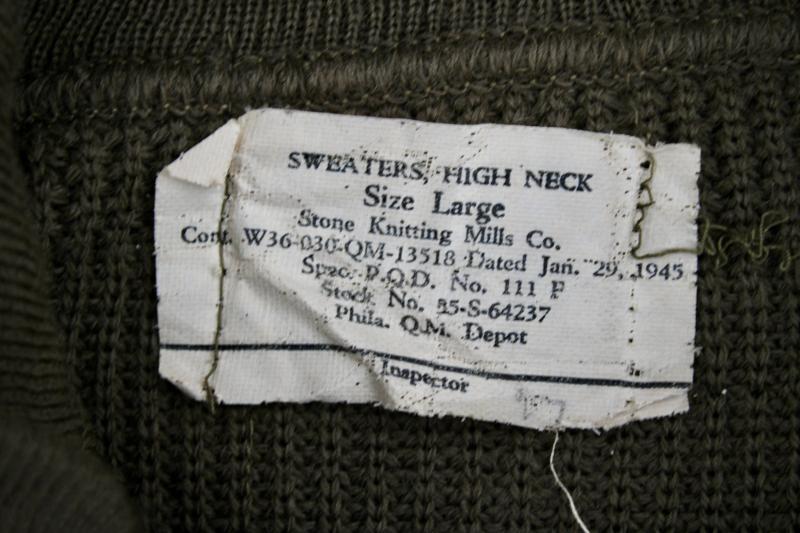 SWEATERS, HIGH NECK
Size Large
Stone Knitting Mills Co.
Cont. W36-030-QM-13518 Dated Jan. 29, 1945
Spec. P.Q.D. No. 111 F
Stock No. 55-S-64237
Phila. Q.M. Depot
Inspector